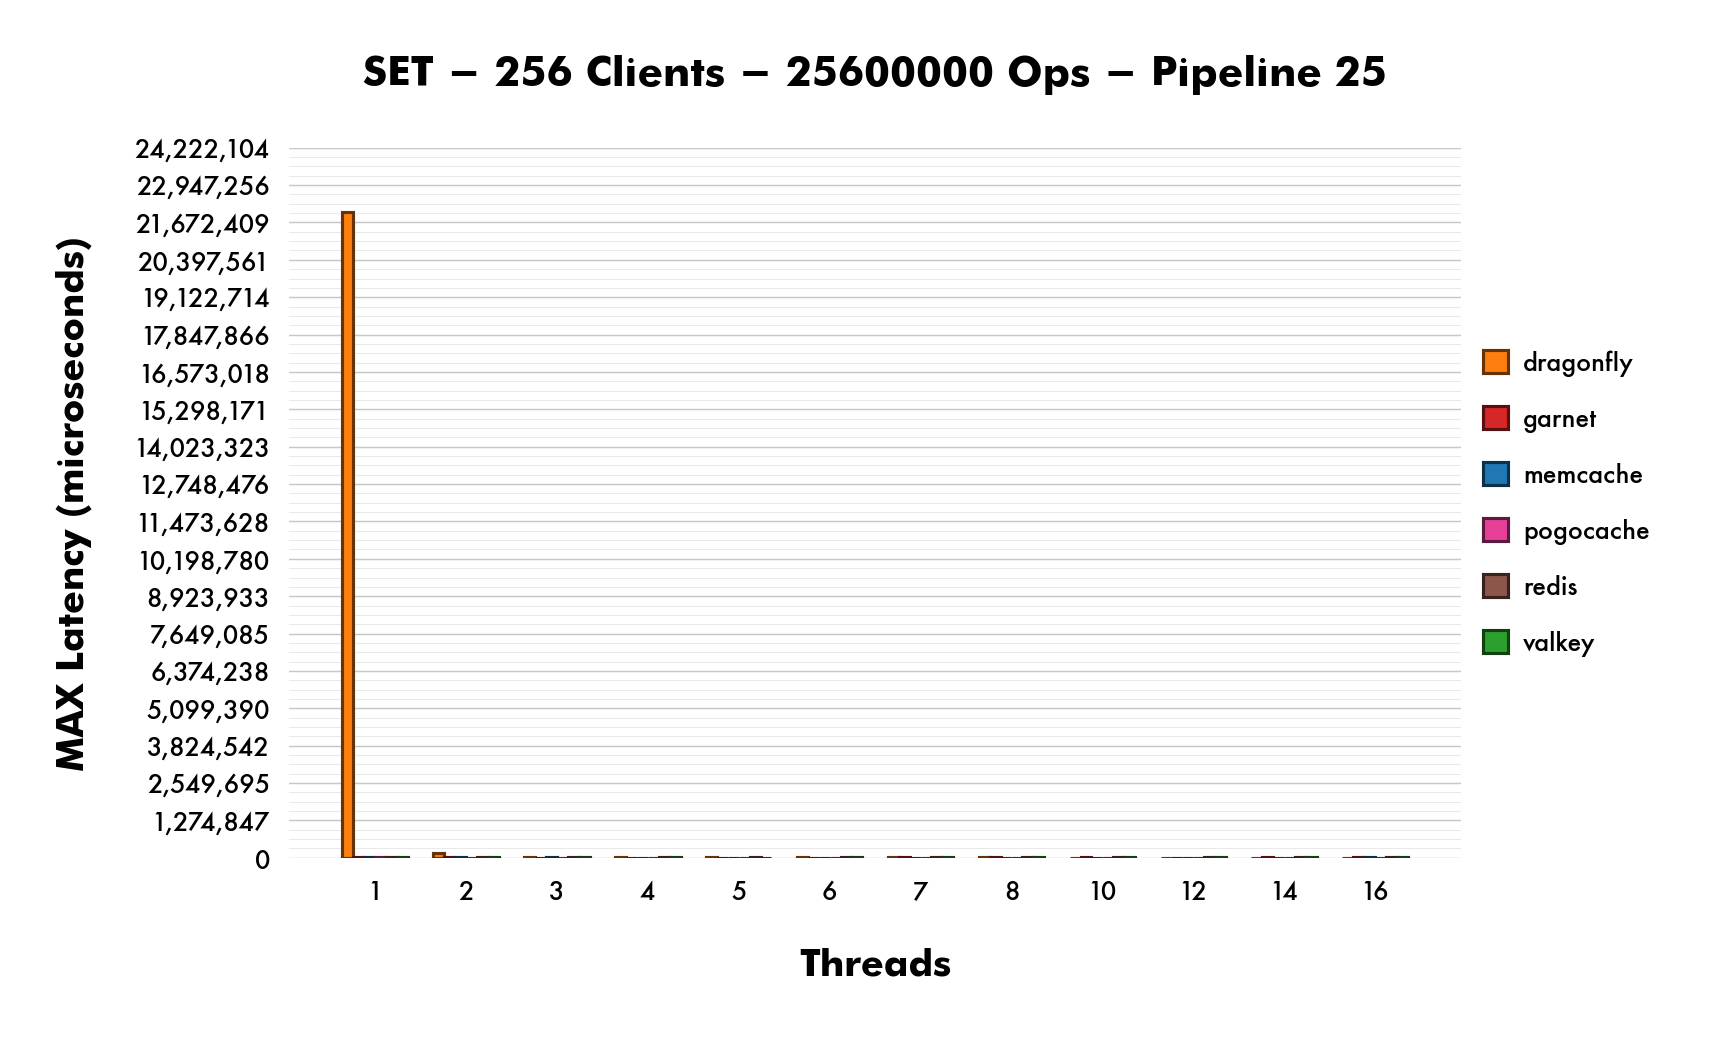 SET – 256 Clients – 25600000 Ops – Pipeline 25
MAX Latency (microseconds)
24,222,104
22,947,256
21,672,409
20,397,561
19,122,714
17,847,866
16,573,018
15,298,171
14,023,323
12,748,476
11,473,628
10,198,780
8,923,933
7,649,085
6,374,238
5,099,390
3,824,542
2,549,695
1,274,847
0
1 2 3 4 5 6 7 8 10 12 14 16
Threads
dragonfly
garnet
memcache
pogocache
redis
valkey